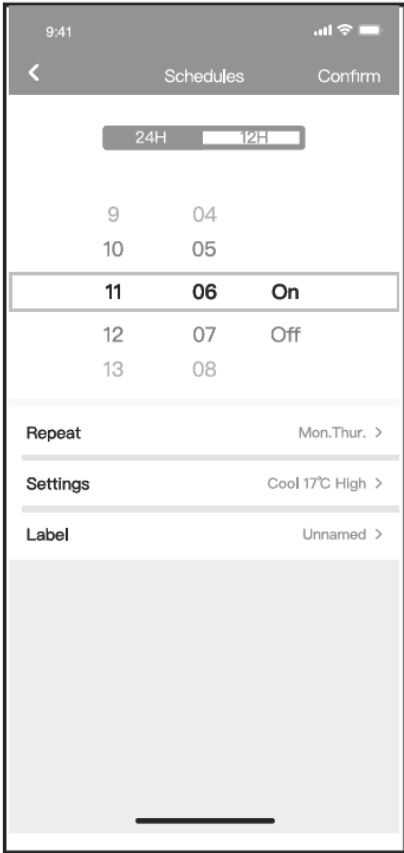 9:41
Schedules Confirm
24H 12H
9 04
10 05
11 06 On
12 07 Off
13 08
Repeat Mon.Thur. >
Settings Cool 17℃ High >
Label Unnamed >